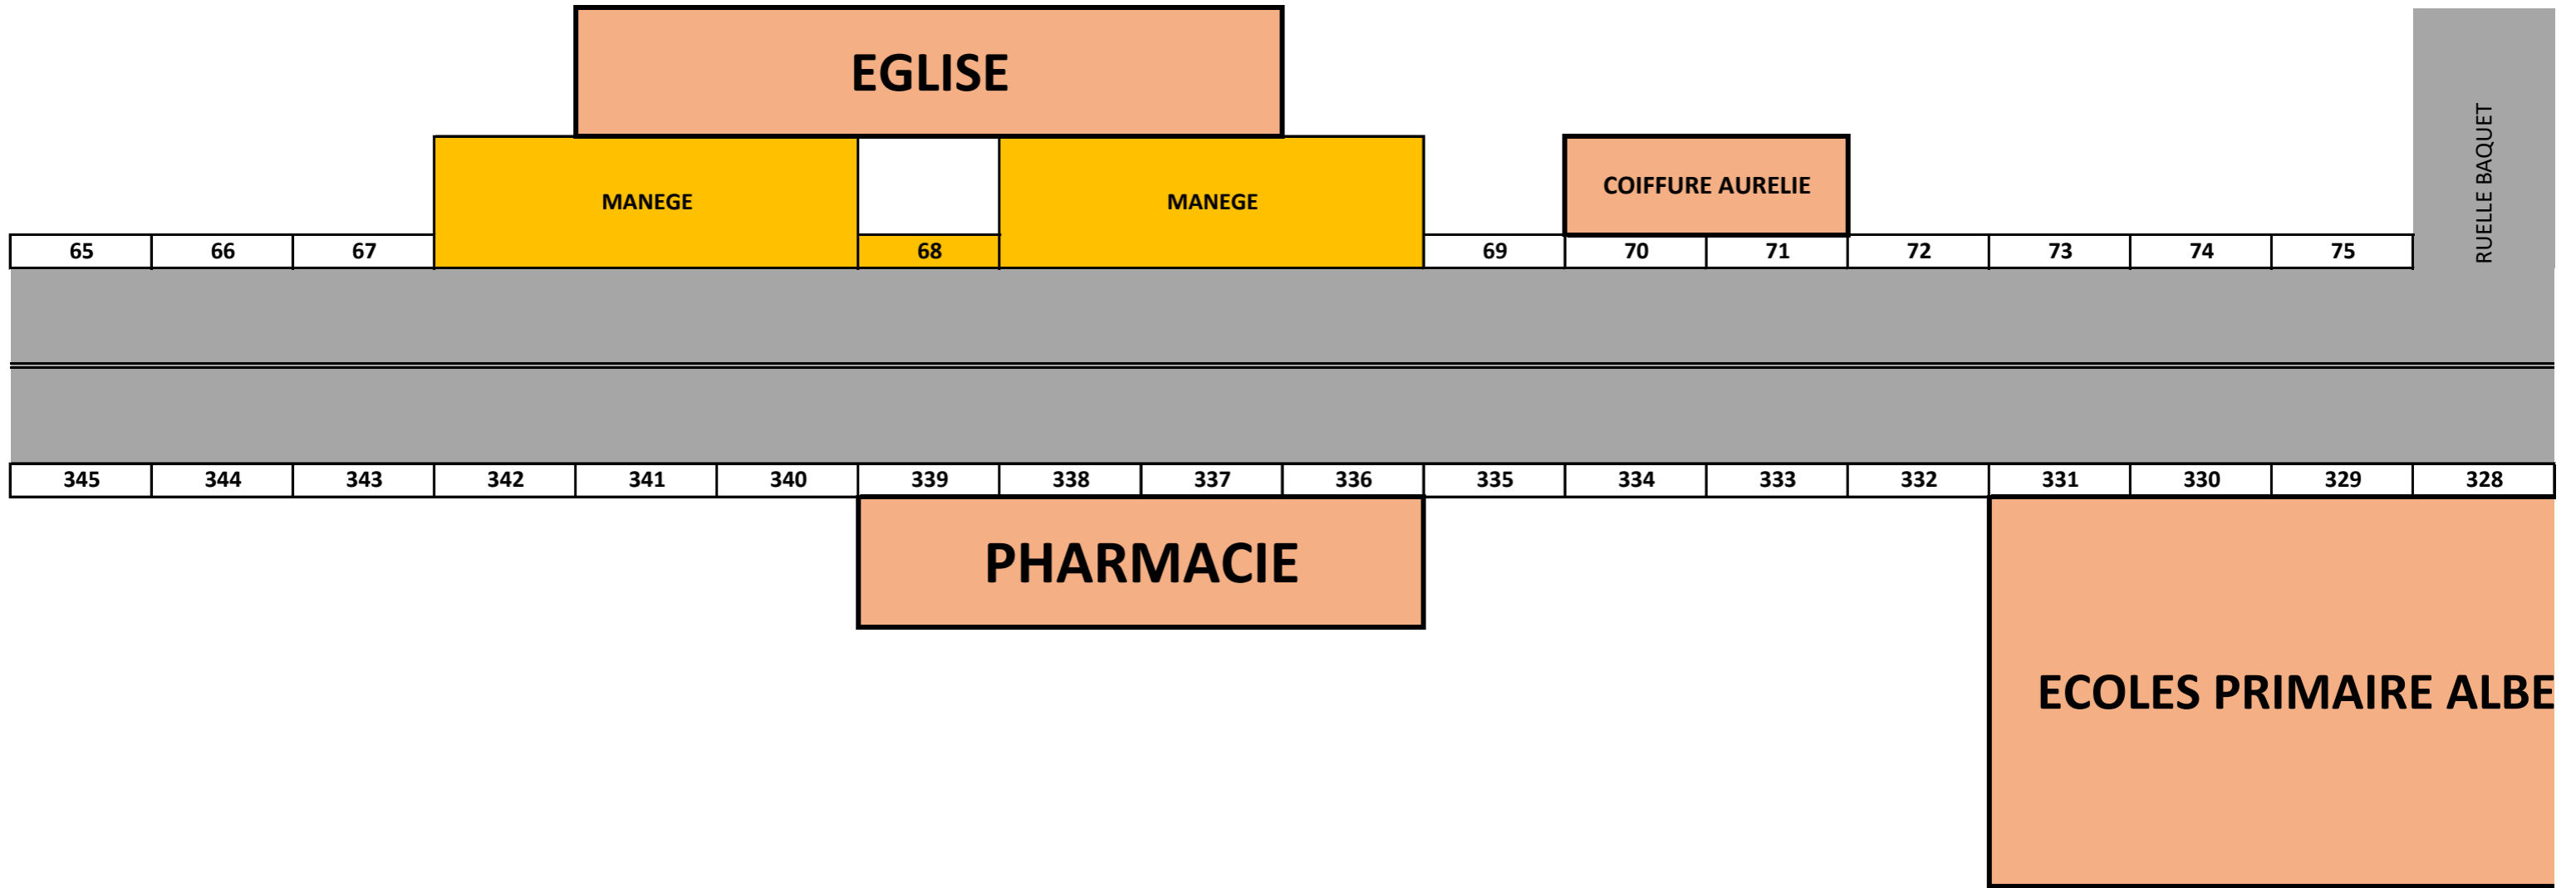 EGLISE
MANEGE
MANEGE
COIFFURE AURELIE
RUELLE BAQUET
65 66 67 68 69 70 71 72 73 74 75
345 344 343 342 341 340 339 338 337 336 335 334 333 332 331 330 329 328
PHARMACIE
ECOLES PRIMAIRE ALBE